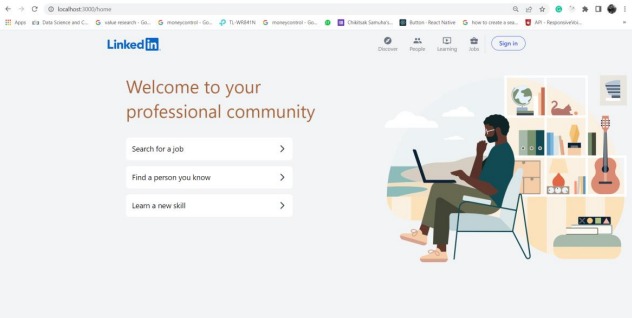 localhost:3000/home
Apps Data Science and C... value research - Go... moneycontrol - Go... TL-WR841N moneycontrol - Go... Chikitsak Samuha's... Button · React Native how to create a sea... API - ResponsiveVoi...
Linked in
Discover People Learning Jobs Sign in
Welcome to your
professional community
Search for a job
Find a person you know
Learn a new skill